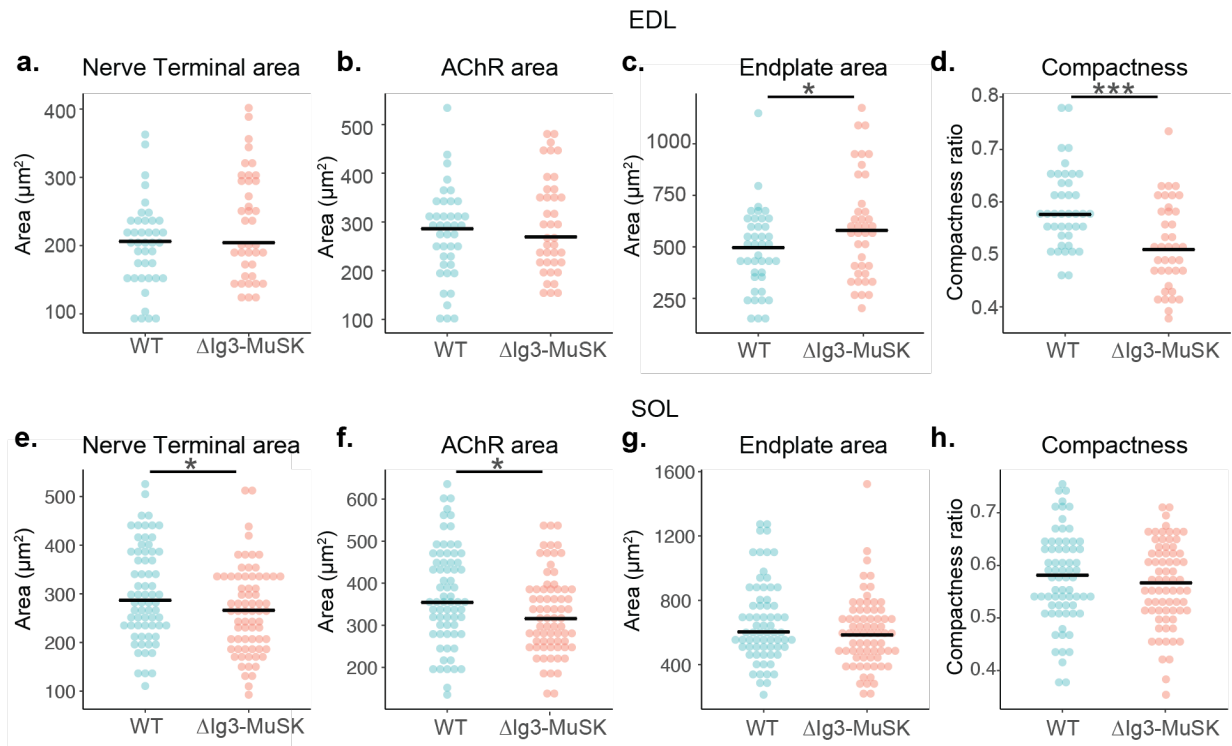 EDL
a. Nerve Terminal area
Area (µm²)
400
300
200
100
WT ΔIg3-MuSK
b. AChR area
Area (µm²)
500
400
300
200
100
WT ΔIg3-MuSK
c. Endplate area
*
Area (µm²)
1000
750
500
250
WT ΔIg3-MuSK
d. Compactness
***
Compactness ratio
0.8
0.6
0.5
0.4
WT ΔIg3-MuSK
SOL
e. Nerve Terminal area
*
Area (µm²)
500
400
300
200
100
WT ΔIg3-MuSK
f. AChR area
*
Area (µm²)
600
500
400
300
200
WT ΔIg3-MuSK
g. Endplate area
Area (µm²)
1600
1200
800
400
WT ΔIg3-MuSK
h. Compactness
Compactness ratio
0.7
0.6
0.5
0.4
WT ΔIg3-MuSK